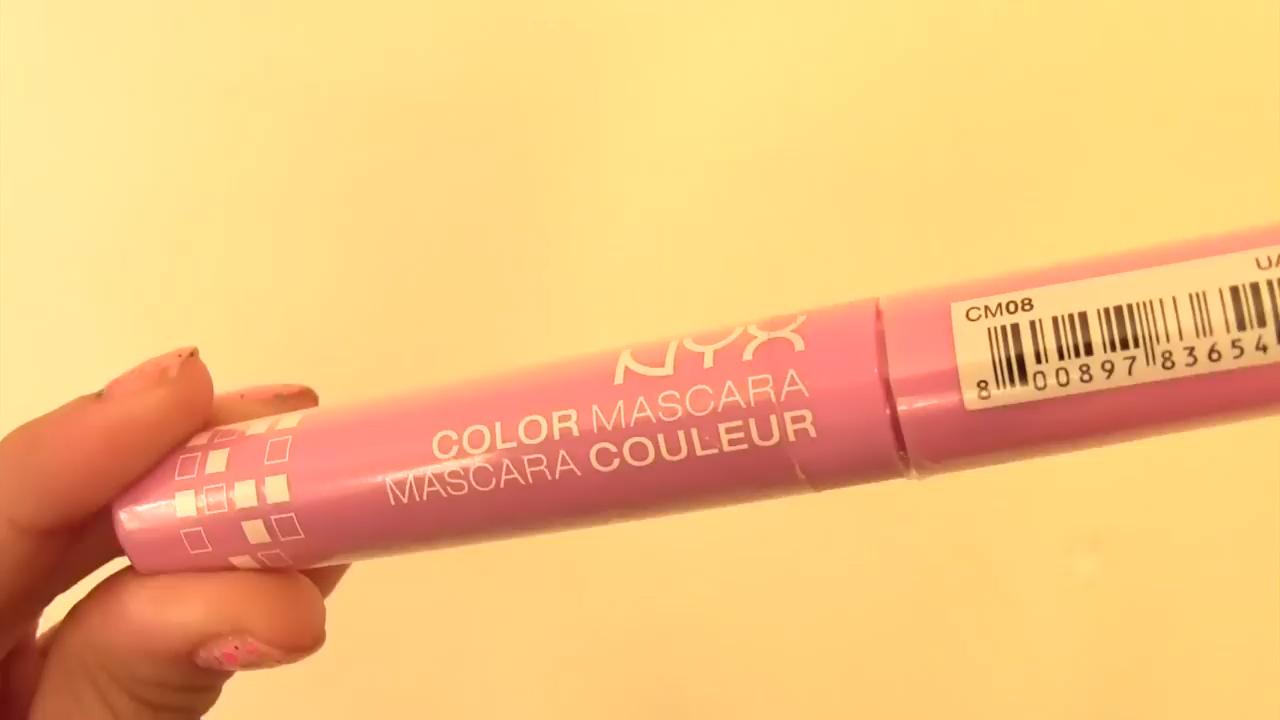 NYX
COLOR MASCARA
MASCARA COULEUR
CM08
8 00897 83654